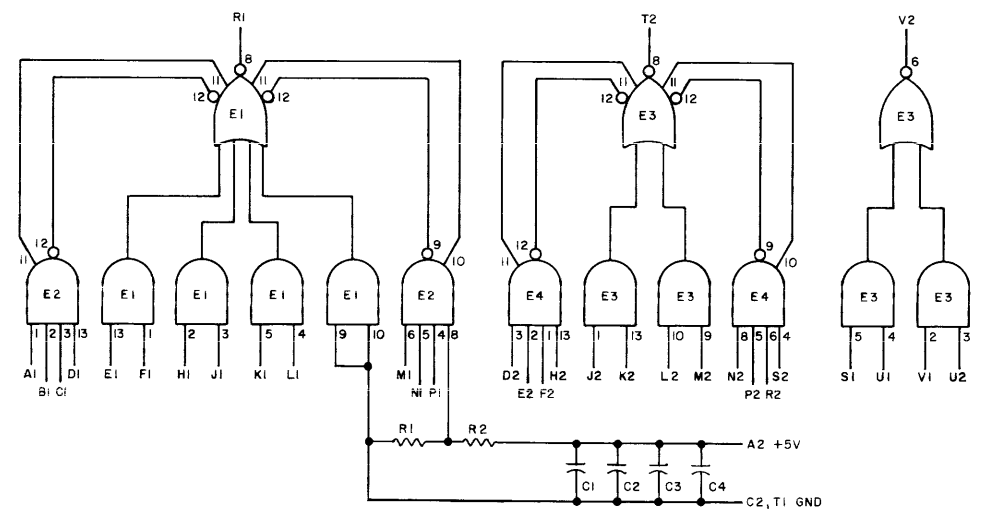 R1 T2 V2
8 8 6
11 11 11 11
12 12 12 12
E1 E3 E3
12 9 12 9
11 10 11 10
E2 E1 E1 E1 E1 E2 E4 E3 E3 E4 E3 E3
1 2 3 13 13 1 2 3 5 4 9 10 6 5 4 8 3 2 1 13 1 13 10 9 8 5 6 4 5 4 2 3
A1 D1 E1 F1 H1 J1 K1 L1 M1 D2 H2 J2 K2 L2 M2 N2 S2 S1 U1 V1 U2
B1 C1 N1 P1 E2 F2 P2 R2
R1 R2
A2 +5V
C1 C2 C3 C4
C2, T1 GND